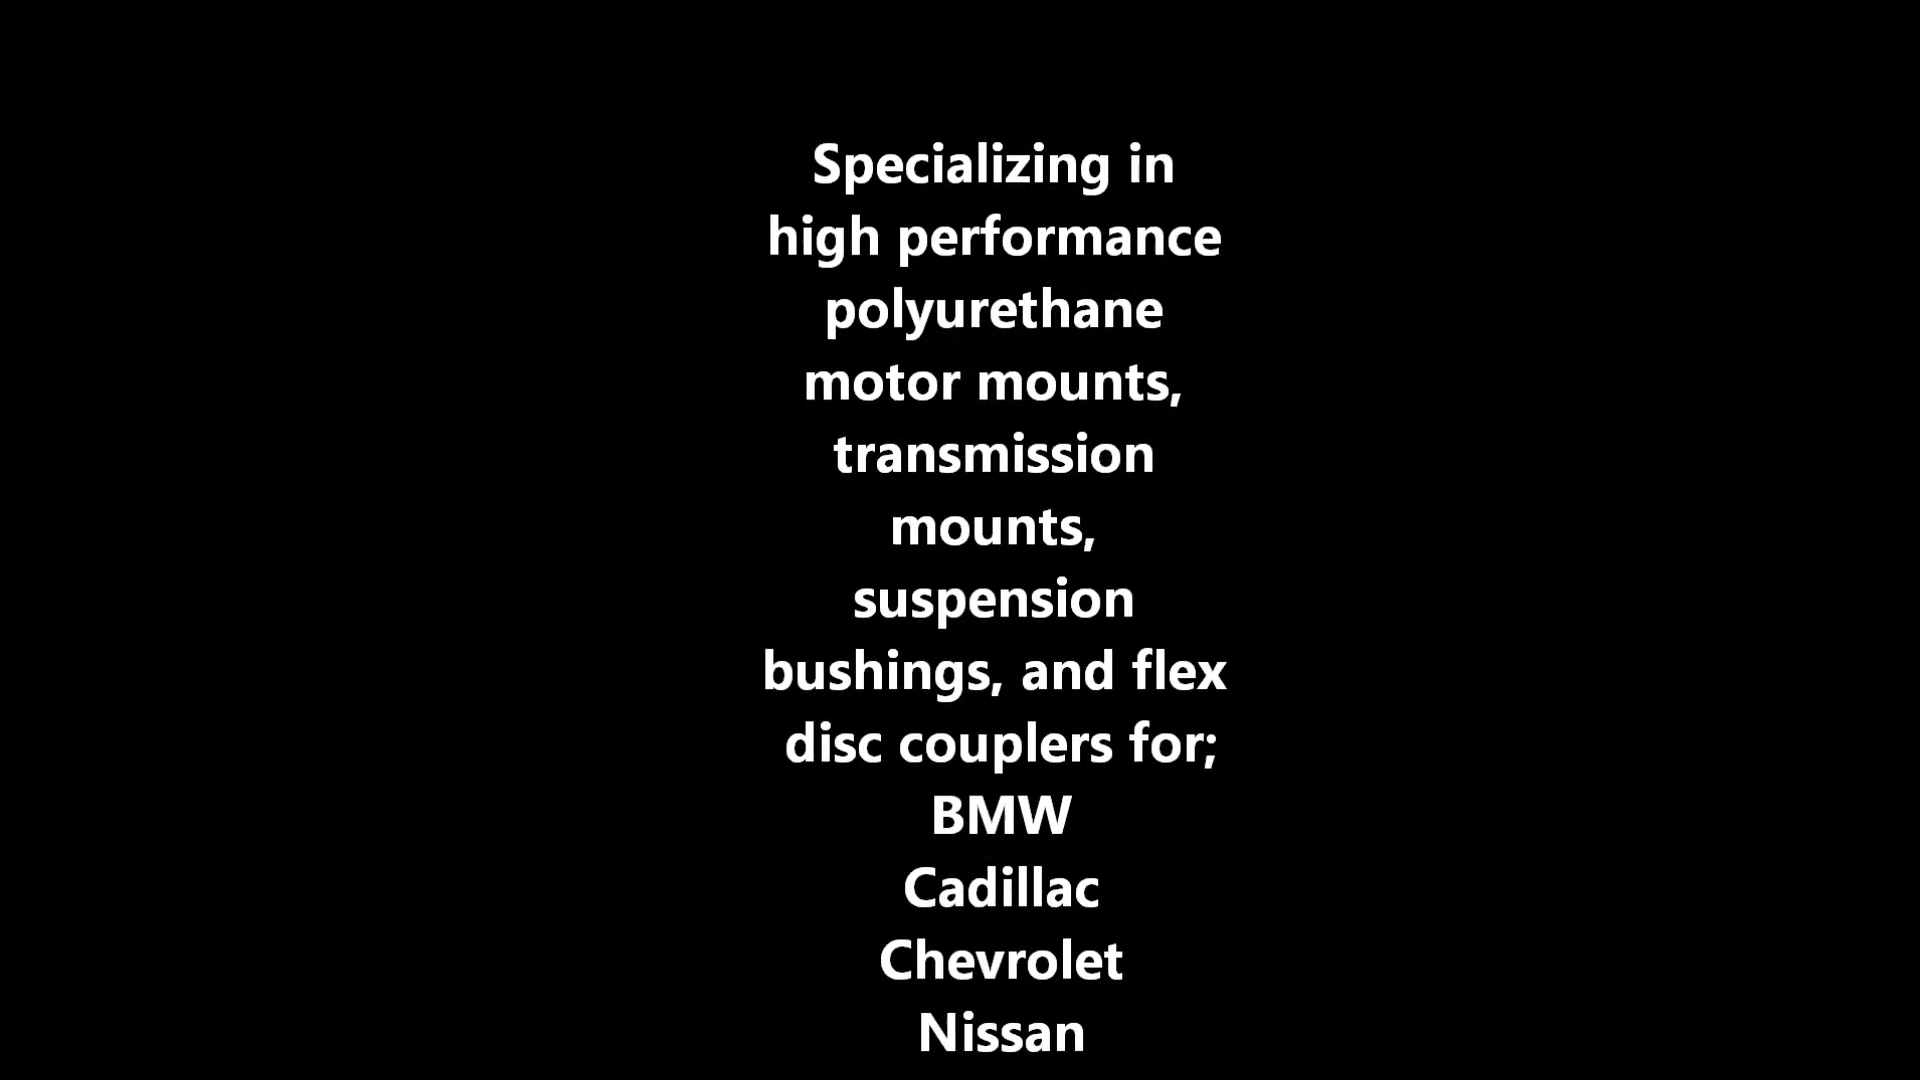 Specializing in
high performance
polyurethane
motor mounts,
transmission
mounts,
suspension
bushings, and flex
disc couplers for;
BMW
Cadillac
Chevrolet
Nissan